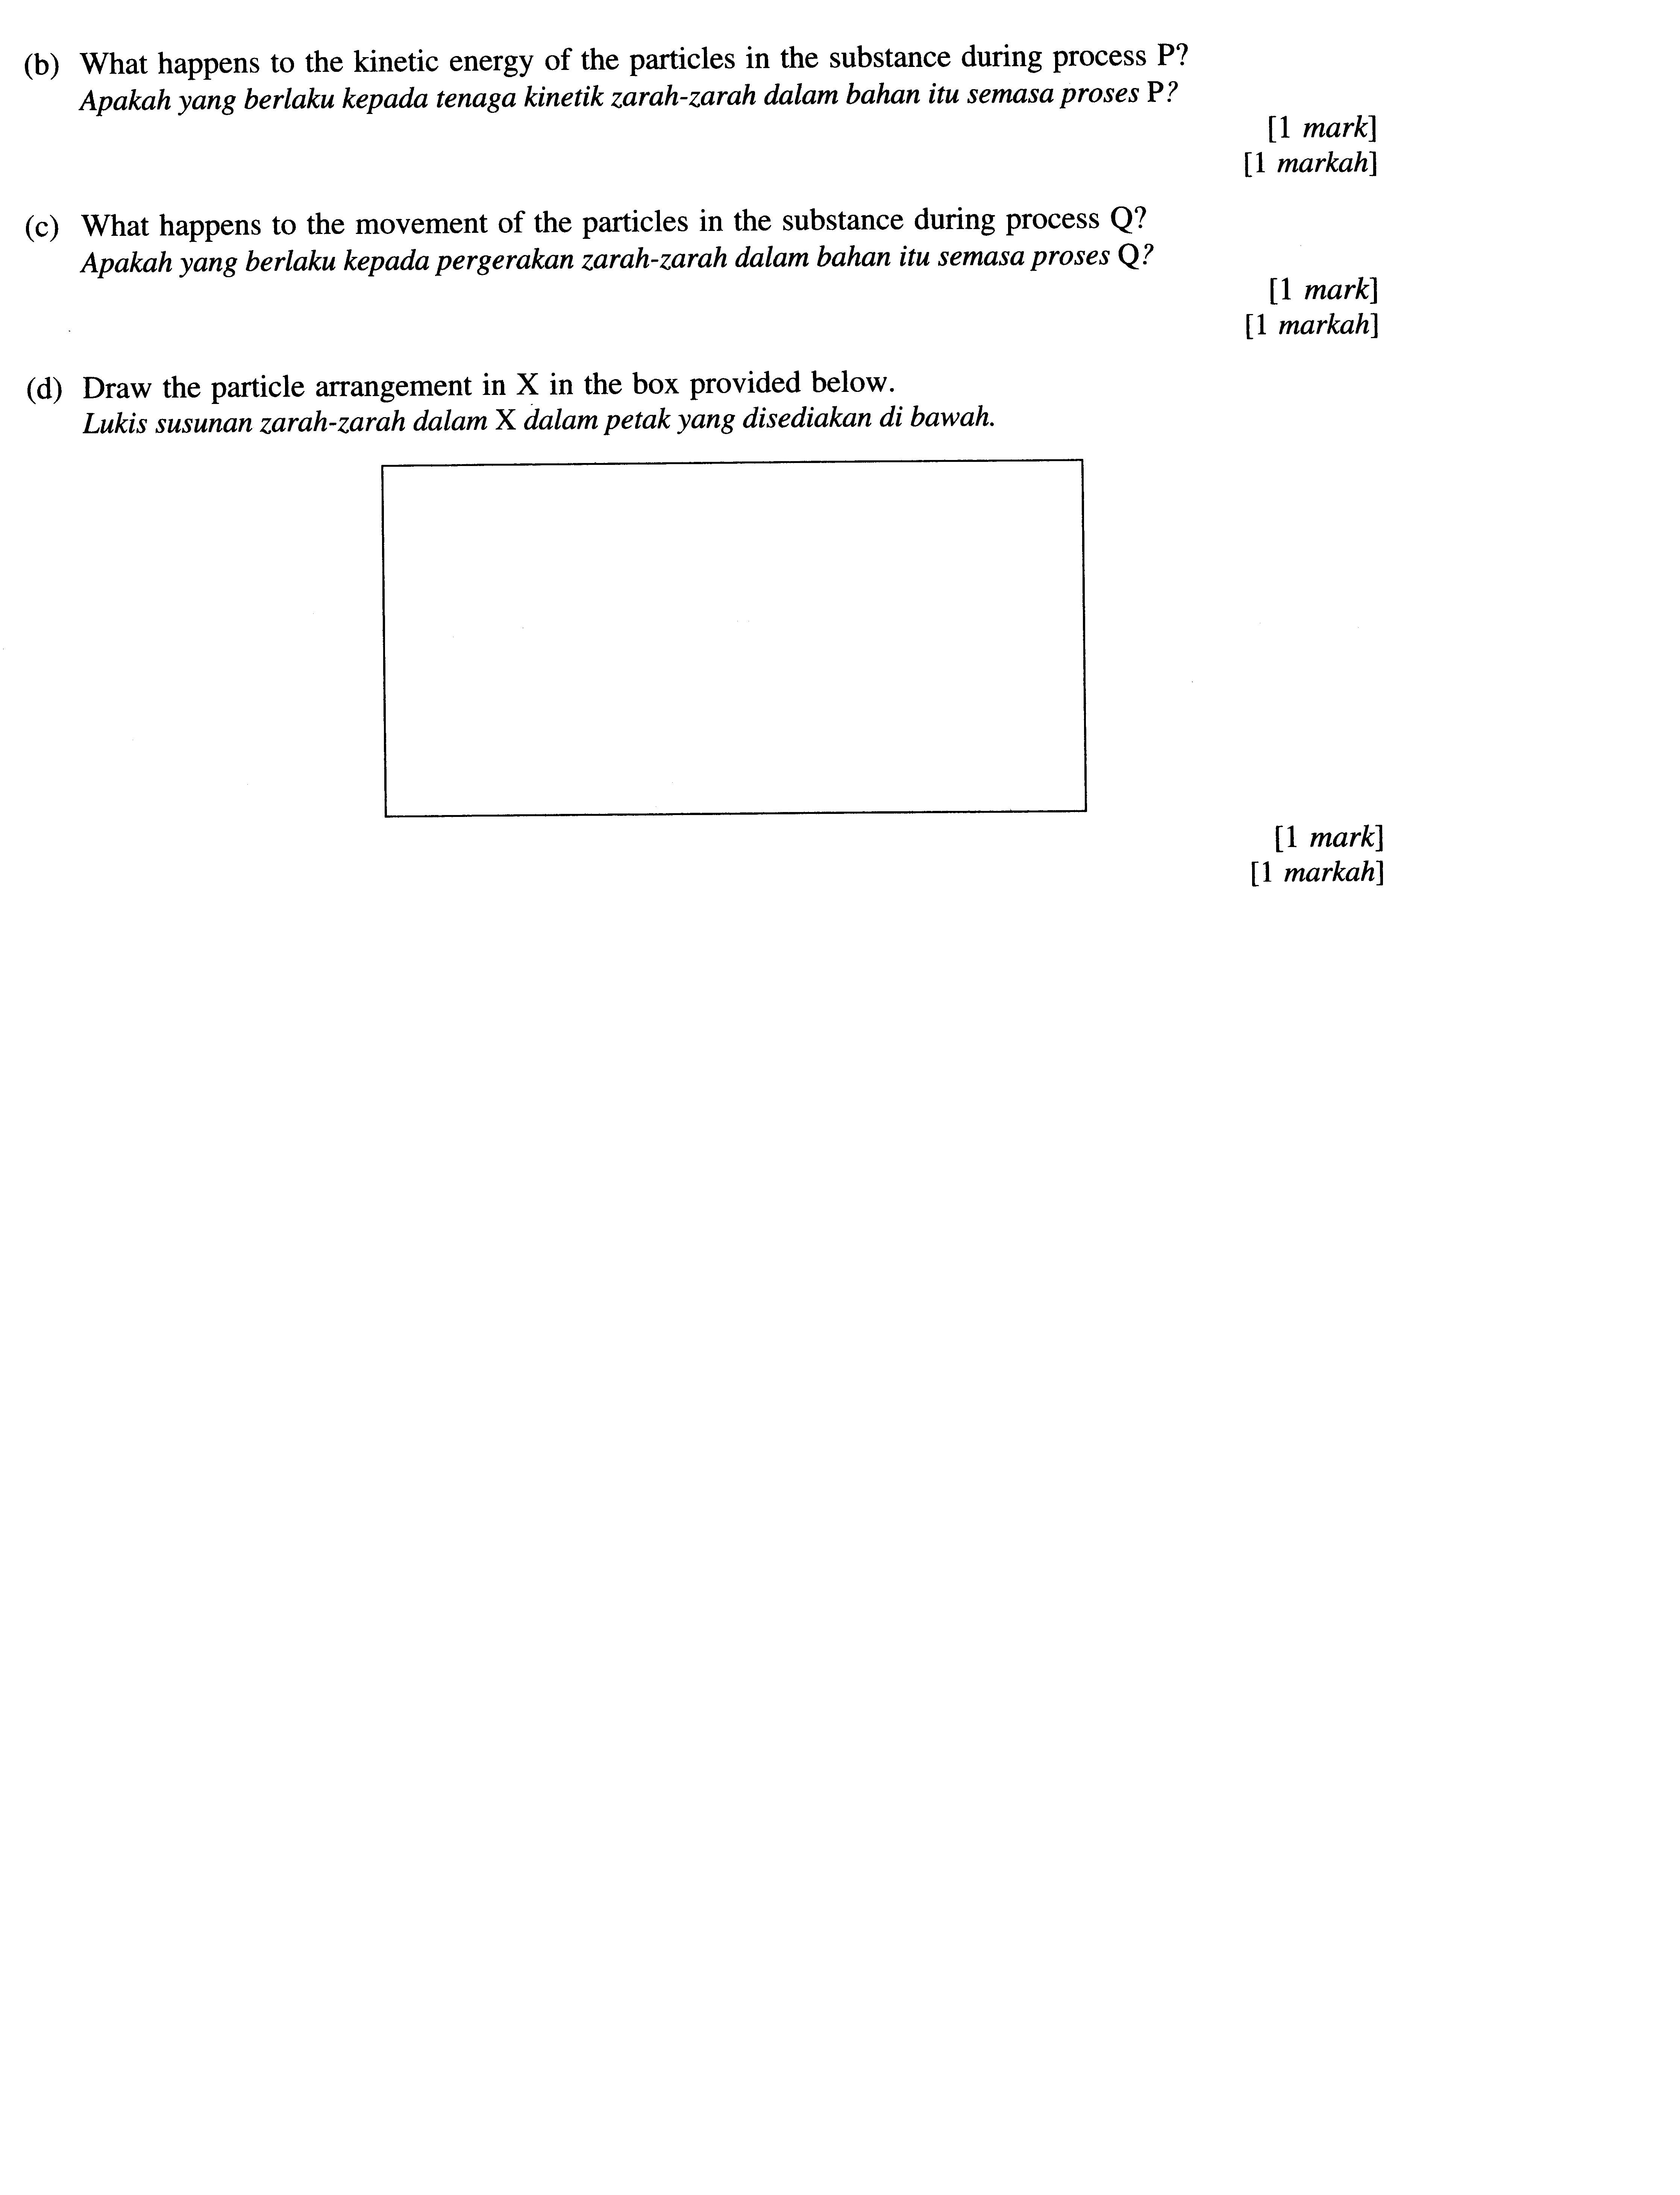 (b) What happens to the kinetic energy of the particles in the substance during process P?
Apakah yang berlaku kepada tenaga kinetik zarah-zarah dalam bahan itu semasa proses P?
[1 mark]
[1 markah]
(c) What happens to the movement of the particles in the substance during process Q?
Apakah yang berlaku kepada pergerakan zarah-zarah dalam bahan itu semasa proses Q?
[1 mark]
[1 markah]
(d) Draw the particle arrangement in X in the box provided below.
Lukis susunan zarah-zarah dalam X dalam petak yang disediakan di bawah.
[1 mark]
[1 markah]